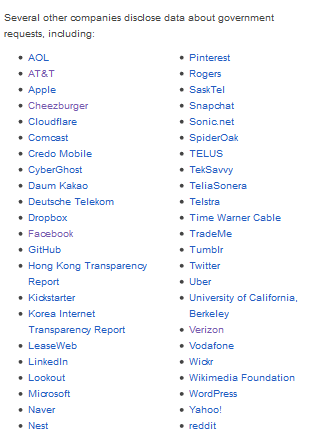 Several other companies disclose data about government
requests, including:
AOL
AT&T
Apple
Cheezburger
Cloudflare
Comcast
Credo Mobile
CyberGhost
Daum Kakao
Deutsche Telekom
Dropbox
Facebook
GitHub
Hong Kong Transparency
Report
Kickstarter
Korea Internet
Transparency Report
LeaseWeb
LinkedIn
Lookout
Microsoft
Naver
Nest
Pinterest
Rogers
SaskTel
Snapchat
Sonic.net
SpiderOak
TELUS
TekSavvy
TeliaSonera
Telstra
Time Warner Cable
TradeMe
Tumblr
Twitter
Uber
University of California,
Berkeley
Verizon
Vodafone
Wickr
Wikimedia Foundation
WordPress
Yahoo!
reddit